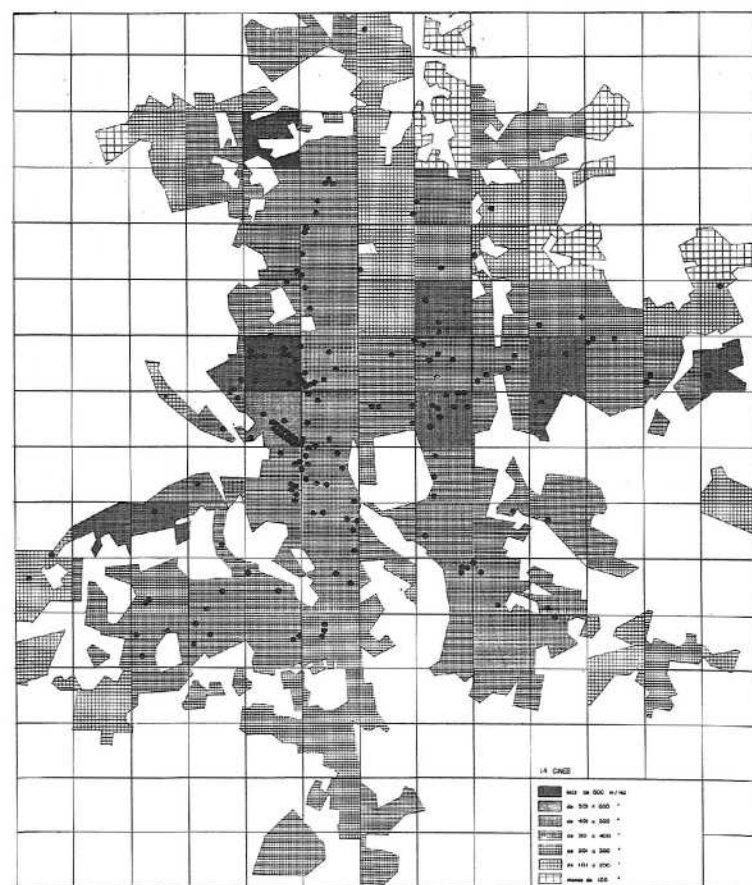 14 CINES
MAS DE 600 H/HA
de 501 a 600 "
de 401 a 500 "
de 301 a 400 "
de 201 a 300 "
de 101 a 200 "
menos de 100 "